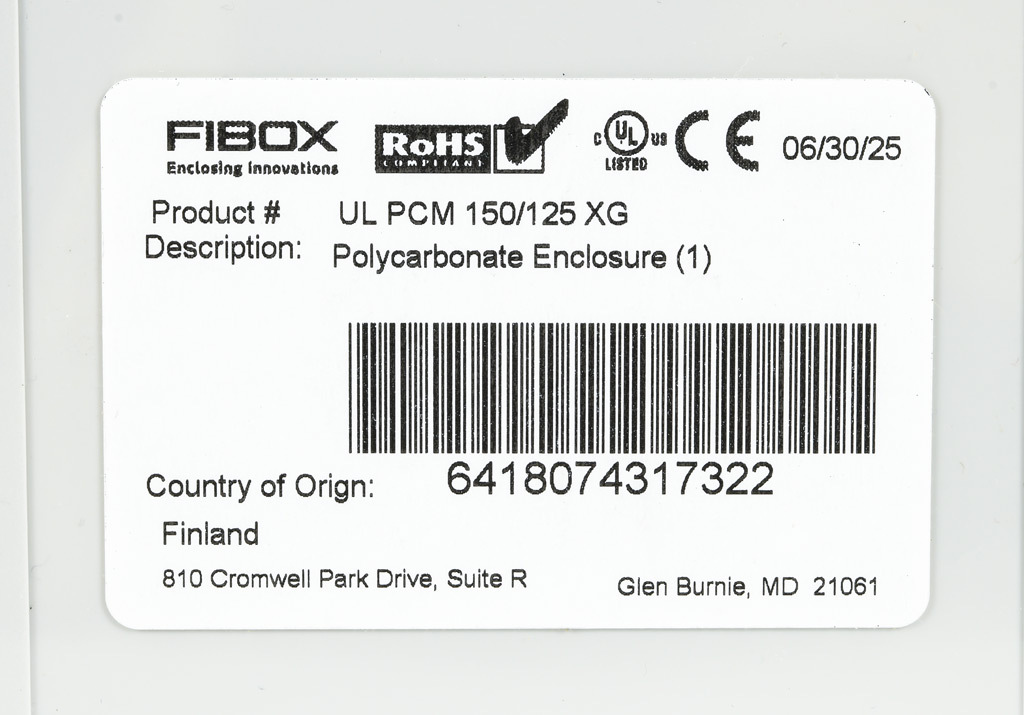 FIBOX
Enclosing Innovations
RoHS
COMPLIANT
C UL US
LISTED
CE
06/30/25
Product # UL PCM 150/125 XG
Description: Polycarbonate Enclosure (1)
6418074317322
Country of Orign:
Finland
810 Cromwell Park Drive, Suite R Glen Burnie, MD 21061